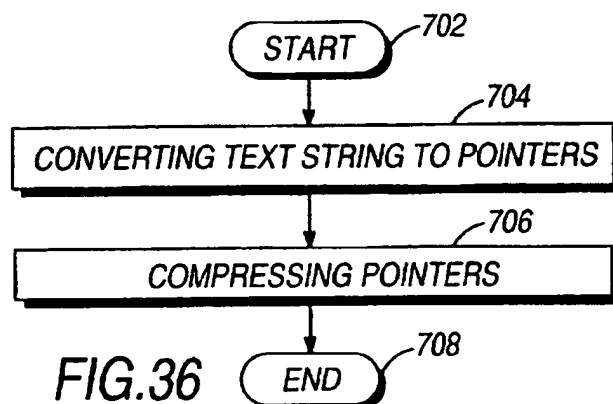 START
702
704
CONVERTING TEXT STRING TO POINTERS
706
COMPRESSING POINTERS
708
END
FIG.36